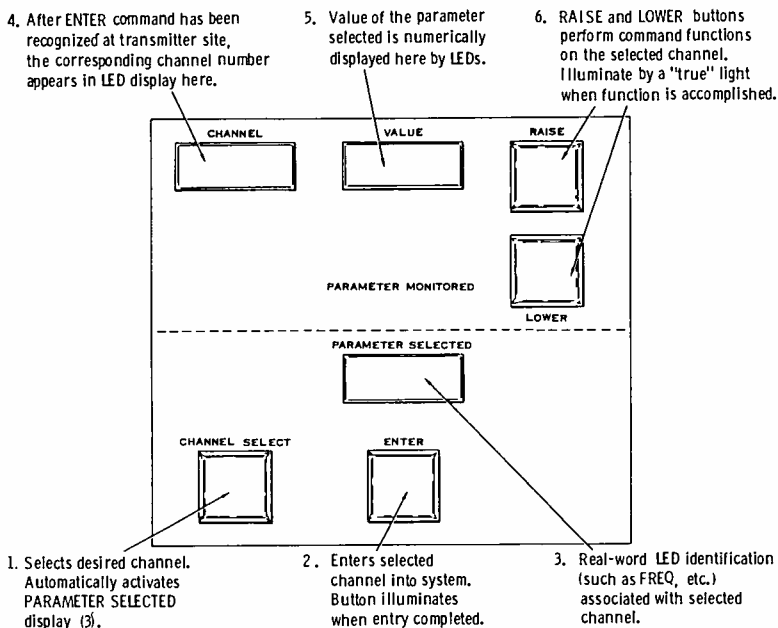 4. After ENTER command has been
recognized at transmitter site,
the corresponding channel number
appears in LED display here.
5. Value of the parameter
selected is numerically
displayed here by LEDs.
6. RAISE and LOWER buttons
perform command functions
on the selected channel.
Illuminate by a "true" light
when function is accomplished.
CHANNEL
VALUE
RAISE
PARAMETER MONITORED
LOWER
PARAMETER SELECTED
CHANNEL SELECT
ENTER
1. Selects desired channel.
Automatically activates
PARAMETER SELECTED
display (3).
2. Enters selected
channel into system.
Button illuminates
when entry completed.
3. Real-word LED identification
(such as FREQ, etc.)
associated with selected
channel.